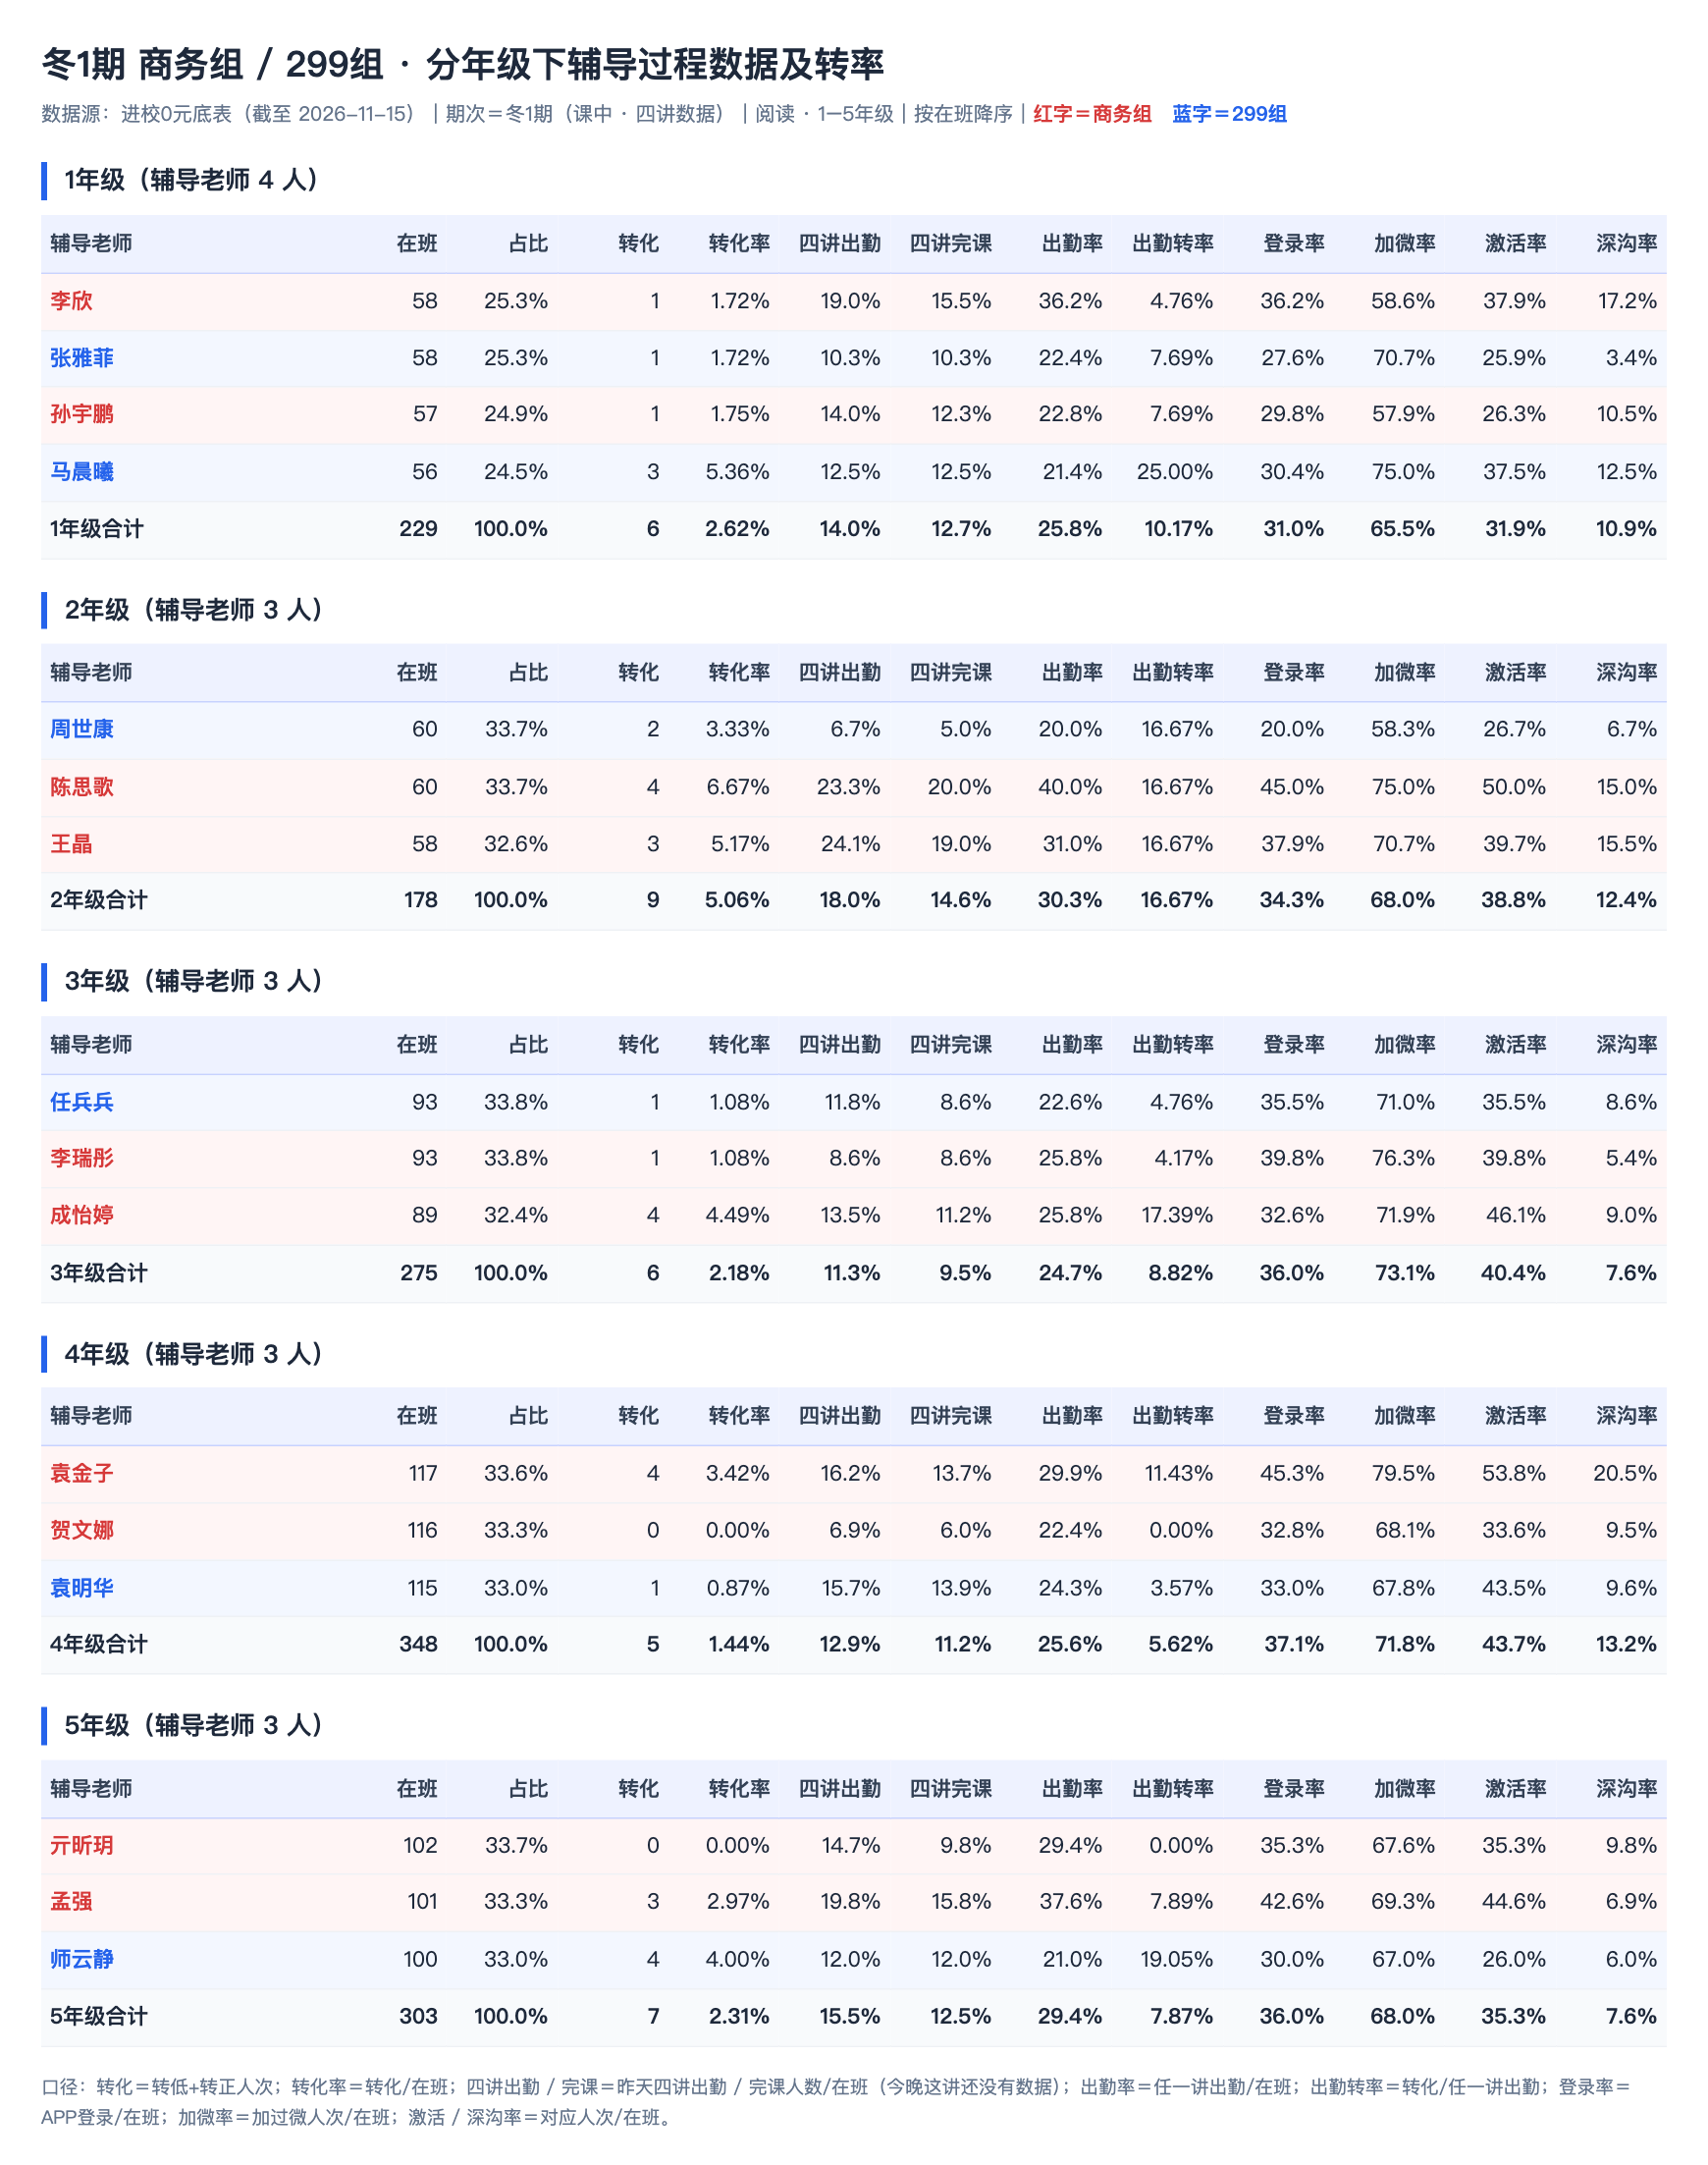 冬1期 商务组 / 299组 · 分年级下辅导过程数据及转率
数据源：进校0元底表（截至 2026-11-15）｜期次＝冬1期（课中 · 四讲数据）｜阅读 · 1—5年级｜按在班降序｜红字＝商务组 蓝字＝299组
1年级（辅导老师 4 人）
辅导老师 在班 占比 转化 转化率 四讲出勤 四讲完课 出勤率 出勤转率 登录率 加微率 激活率 深沟率
李欣 58 25.3% 1 1.72% 19.0% 15.5% 36.2% 4.76% 36.2% 58.6% 37.9% 17.2%
张雅菲 58 25.3% 1 1.72% 10.3% 10.3% 22.4% 7.69% 27.6% 70.7% 25.9% 3.4%
孙宇鹏 57 24.9% 1 1.75% 14.0% 12.3% 22.8% 7.69% 29.8% 57.9% 26.3% 10.5%
马晨曦 56 24.5% 3 5.36% 12.5% 12.5% 21.4% 25.00% 30.4% 75.0% 37.5% 12.5%
1年级合计 229 100.0% 6 2.62% 14.0% 12.7% 25.8% 10.17% 31.0% 65.5% 31.9% 10.9%
2年级（辅导老师 3 人）
辅导老师 在班 占比 转化 转化率 四讲出勤 四讲完课 出勤率 出勤转率 登录率 加微率 激活率 深沟率
周世康 60 33.7% 2 3.33% 6.7% 5.0% 20.0% 16.67% 20.0% 58.3% 26.7% 6.7%
陈思歌 60 33.7% 4 6.67% 23.3% 20.0% 40.0% 16.67% 45.0% 75.0% 50.0% 15.0%
王晶 58 32.6% 3 5.17% 24.1% 19.0% 31.0% 16.67% 37.9% 70.7% 39.7% 15.5%
2年级合计 178 100.0% 9 5.06% 18.0% 14.6% 30.3% 16.67% 34.3% 68.0% 38.8% 12.4%
3年级（辅导老师 3 人）
辅导老师 在班 占比 转化 转化率 四讲出勤 四讲完课 出勤率 出勤转率 登录率 加微率 激活率 深沟率
任兵兵 93 33.8% 1 1.08% 11.8% 8.6% 22.6% 4.76% 35.5% 71.0% 35.5% 8.6%
李瑞彤 93 33.8% 1 1.08% 8.6% 8.6% 25.8% 4.17% 39.8% 76.3% 39.8% 5.4%
成怡婷 89 32.4% 4 4.49% 13.5% 11.2% 25.8% 17.39% 32.6% 71.9% 46.1% 9.0%
3年级合计 275 100.0% 6 2.18% 11.3% 9.5% 24.7% 8.82% 36.0% 73.1% 40.4% 7.6%
4年级（辅导老师 3 人）
辅导老师 在班 占比 转化 转化率 四讲出勤 四讲完课 出勤率 出勤转率 登录率 加微率 激活率 深沟率
袁金子 117 33.6% 4 3.42% 16.2% 13.7% 29.9% 11.43% 45.3% 79.5% 53.8% 20.5%
贺文娜 116 33.3% 0 0.00% 6.9% 6.0% 22.4% 0.00% 32.8% 68.1% 33.6% 9.5%
袁明华 115 33.0% 1 0.87% 15.7% 13.9% 24.3% 3.57% 33.0% 67.8% 43.5% 9.6%
4年级合计 348 100.0% 5 1.44% 12.9% 11.2% 25.6% 5.62% 37.1% 71.8% 43.7% 13.2%
5年级（辅导老师 3 人）
辅导老师 在班 占比 转化 转化率 四讲出勤 四讲完课 出勤率 出勤转率 登录率 加微率 激活率 深沟率
亓昕玥 102 33.7% 0 0.00% 14.7% 9.8% 29.4% 0.00% 35.3% 67.6% 35.3% 9.8%
孟强 101 33.3% 3 2.97% 19.8% 15.8% 37.6% 7.89% 42.6% 69.3% 44.6% 6.9%
师云静 100 33.0% 4 4.00% 12.0% 12.0% 21.0% 19.05% 30.0% 67.0% 26.0% 6.0%
5年级合计 303 100.0% 7 2.31% 15.5% 12.5% 29.4% 7.87% 36.0% 68.0% 35.3% 7.6%
口径：转化＝转低+转正人次；转化率＝转化/在班；四讲出勤 / 完课＝昨天四讲出勤 / 完课人数/在班（今晚这讲还没有数据）；出勤率＝任一讲出勤/在班；出勤转率＝转化/任一讲出勤；登录率＝
APP登录/在班；加微率＝加过微人次/在班；激活 / 深沟率＝对应人次/在班。